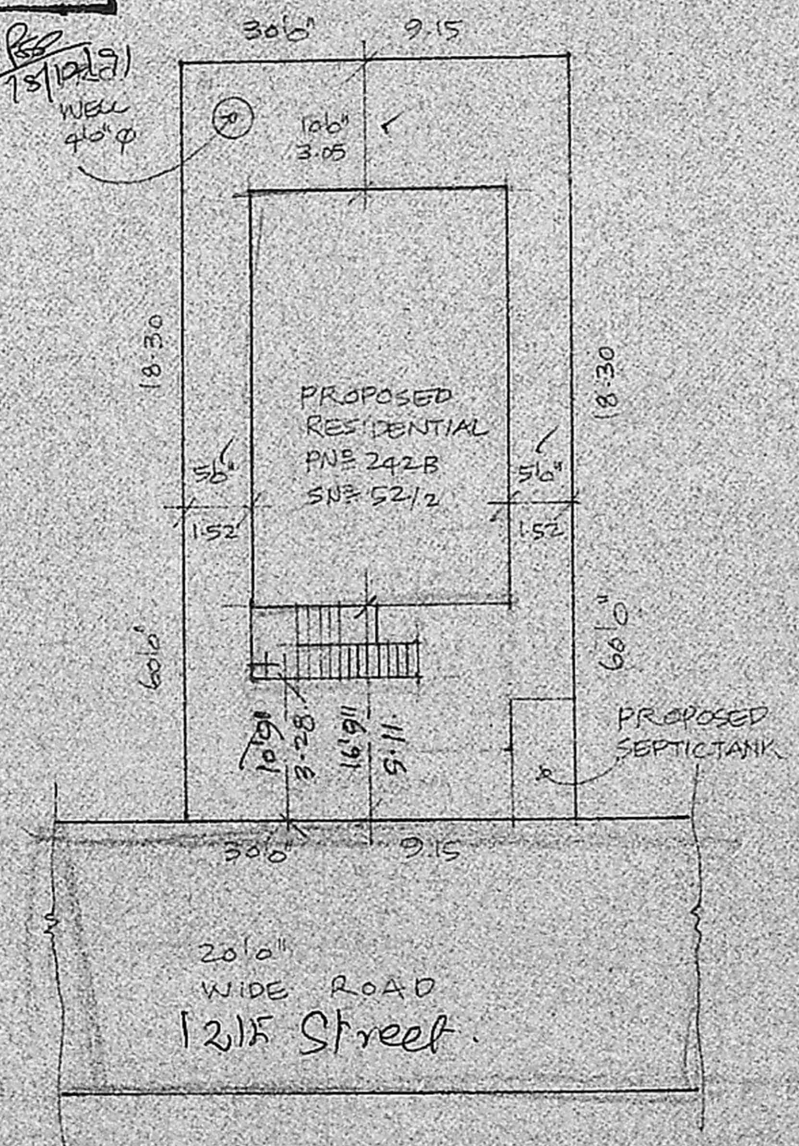 30'0" 9.15
WELL
4'0" φ
10'0"
3.05
18.30
18.30
PROPOSED
RESIDENTIAL
PNº 242B
SNº 52/2
5'0"
1.52
5'0"
1.52
60'0"
60'0"
10'9"
3.28
16'9"
5.11
PROPOSED
SEPTIC TANK
30'0" 9.15
20'0"
WIDE ROAD
Street.